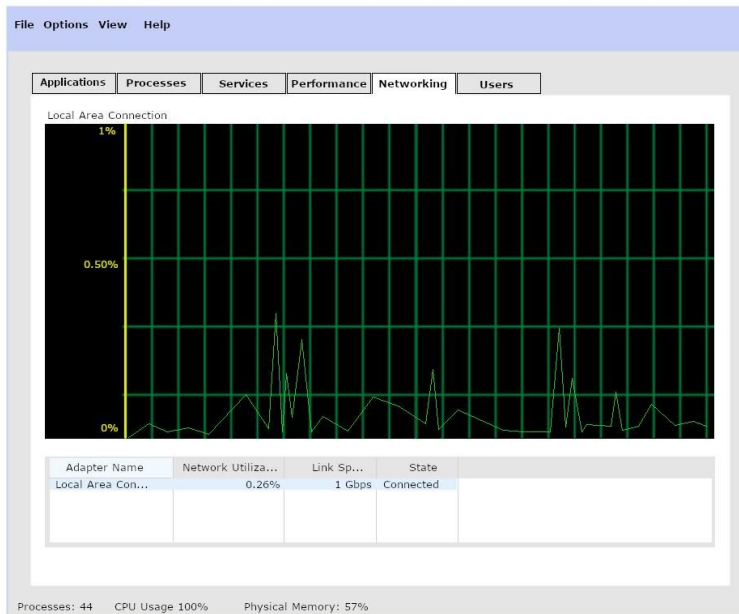 File Options View Help
Applications Processes Services Performance Networking Users
Local Area Connection
1%
0.50%
0%
Adapter Name Network Utiliza... Link Sp... State
Local Area Con... 0.26% 1 Gbps Connected
Processes: 44 CPU Usage 100% Physical Memory: 57%